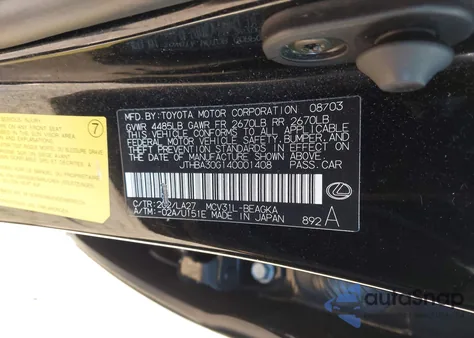 7
MFD.BY:TOYOTA MOTOR CORPORATION 08/03
GVWR 4485LB GAWR FR 2670LB RR 2670LB
THIS VEHICLE CONFORMS TO ALL APPLICABLE
FEDERAL MOTOR VEHICLE SAFETY, BUMPER, AND
THEFT PREVENTION STANDARDS IN EFFECT ON
THE DATE OF MANUFACTURE SHOWN ABOVE.
JTHBA30G140001408 PASS.CAR
C/TR:202/LA27 MCV31L-BEAGKA
A/TM:-02A/U151E MADE IN JAPAN 892 A
autoSnap